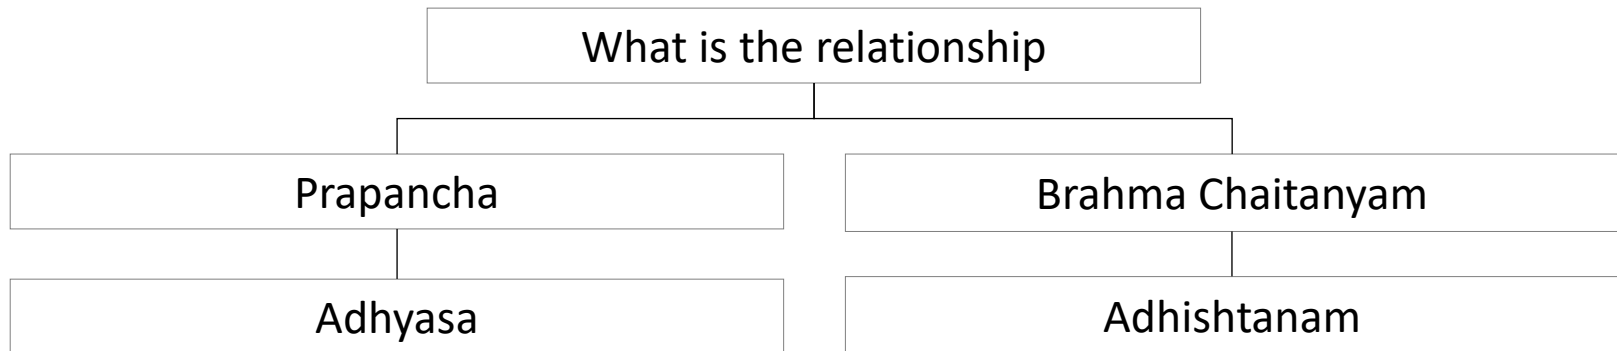 What is the relationship
Prapancha
Brahma Chaitanyam
Adhyasa
Adhishtanam